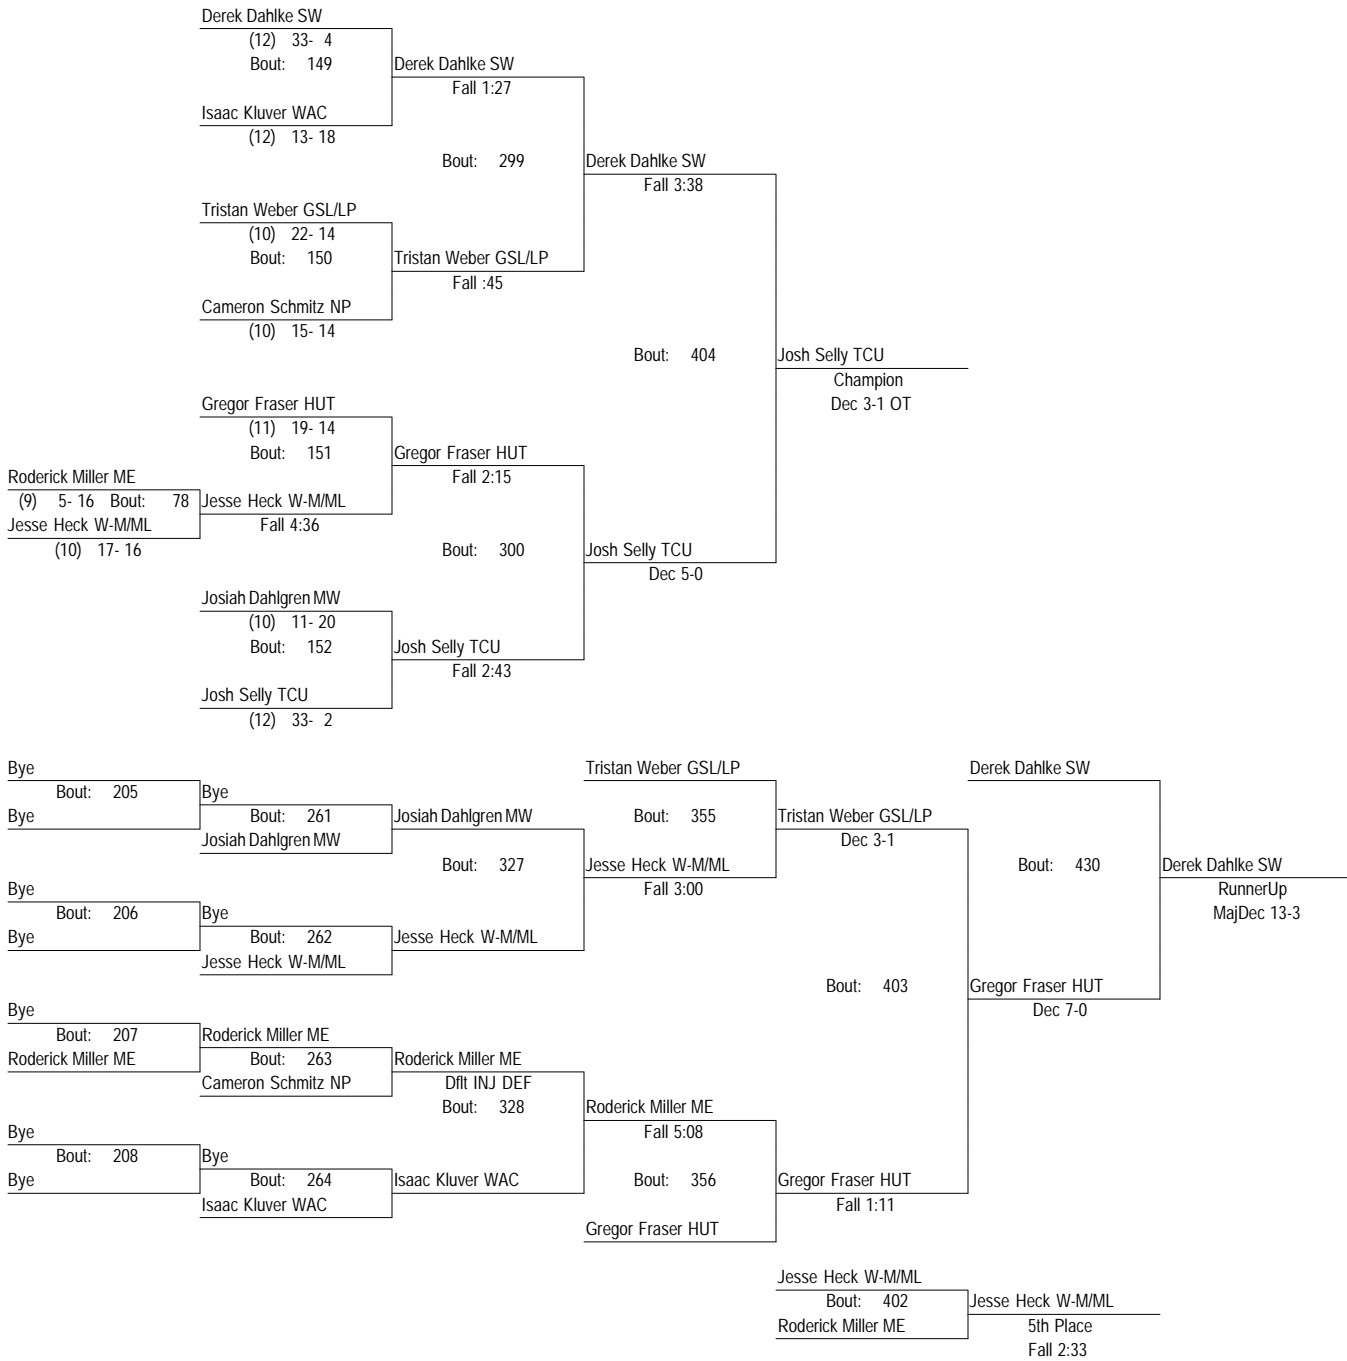 Derek Dahlke SW
(12) 33- 4
Bout: 149
Derek Dahlke SW
Fall 1:27
Isaac Kluver WAC
(12) 13- 18
Bout: 299
Derek Dahlke SW
Fall 3:38
Tristan Weber GSL/LP
(10) 22- 14
Bout: 150
Tristan Weber GSL/LP
Fall :45
Cameron Schmitz NP
(10) 15- 14
Bout: 404
Josh Selly TCU
Champion
Dec 3-1 OT
Gregor Fraser HUT
(11) 19- 14
Bout: 151
Gregor Fraser HUT
Fall 2:15
Roderick Miller ME
(9) 5- 16 Bout: 78
Jesse Heck W-M/ML
Fall 4:36
Jesse Heck W-M/ML
(10) 17- 16
Bout: 300
Josh Selly TCU
Dec 5-0
Josiah Dahlgren MW
(10) 11- 20
Bout: 152
Josh Selly TCU
Fall 2:43
Josh Selly TCU
(12) 33- 2
Bye
Bout: 205
Bye
Bye
Bout: 261
Josiah Dahlgren MW
Josiah Dahlgren MW
Tristan Weber GSL/LP
Bout: 355
Tristan Weber GSL/LP
Dec 3-1
Derek Dahlke SW
Bout: 327
Jesse Heck W-M/ML
Fall 3:00
Bout: 430
Derek Dahlke SW
RunnerUp
MajDec 13-3
Bye
Bout: 206
Bye
Bye
Bout: 262
Jesse Heck W-M/ML
Jesse Heck W-M/ML
Bout: 403
Gregor Fraser HUT
Dec 7-0
Bye
Bout: 207
Roderick Miller ME
Roderick Miller ME
Bout: 263
Cameron Schmitz NP
Roderick Miller ME
Dflt INJ DEF
Bout: 328
Roderick Miller ME
Fall 5:08
Bye
Bout: 208
Bye
Bye
Bout: 264
Isaac Kluver WAC
Isaac Kluver WAC
Bout: 356
Gregor Fraser HUT
Fall 1:11
Gregor Fraser HUT
Jesse Heck W-M/ML
Bout: 402
Roderick Miller ME
Jesse Heck W-M/ML
5th Place
Fall 2:33